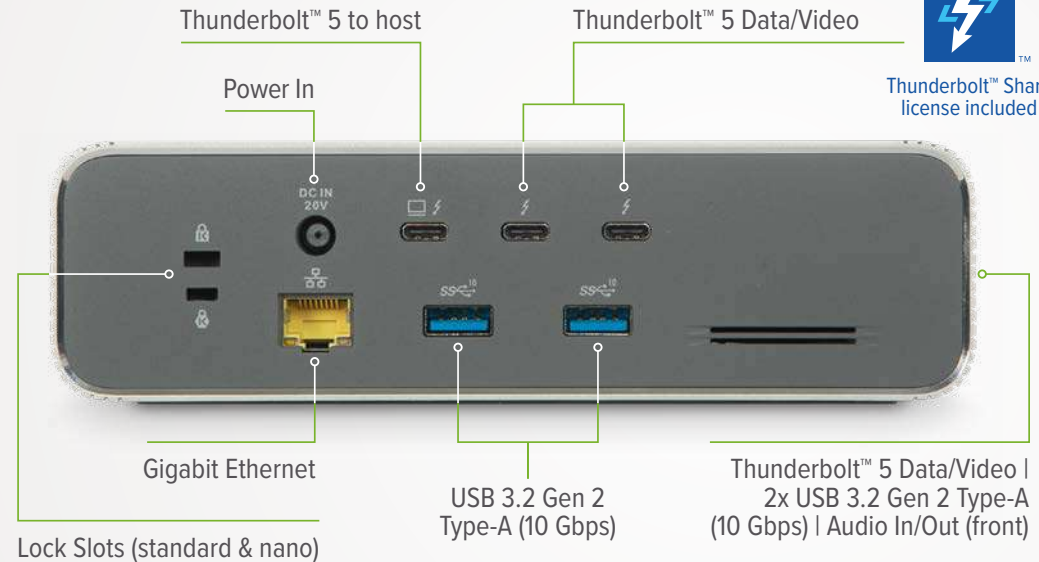 Thunderbolt™ 5 to host
Thunderbolt™ 5 Data/Video
TM
Thunderbolt™ Shar
license included
Power In
DC IN
20V
K
K
SS 10
SS 10
Gigabit Ethernet
USB 3.2 Gen 2
Type-A (10 Gbps)
Thunderbolt™ 5 Data/Video |
2x USB 3.2 Gen 2 Type-A
(10 Gbps) | Audio In/Out (front)
Lock Slots (standard & nano)